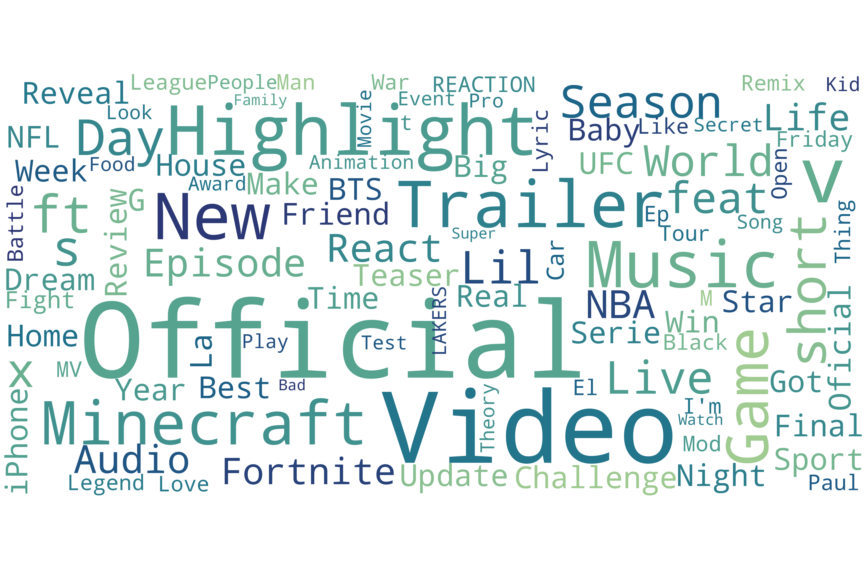 LeaguePeople Man
War
REACTION
Remix
Kid
Reveal
Family
Movie
Event
Pro
Season
Look
Highlight
t
Lyric
Life
NFL
Day
Baby
Like
Secret
Friday
Week
Food
House
Animation
Big
UFC
World
Open
v
Award
Make
BTS
Battle
ft
Review
G
New
Friend
Trailer
Ep
feat
Tour
Song
Thing
s
Super
React
Episode
Teaser
Lil
Car
Music
short
Dream
Fight
Time
LAKERS
Real
NBA
M
Star
Official
Home
La
Play
Test
Serie
Win
Black
Game
Oficial
x
MV
Year
Best
Bad
Theory
El
Live
Got
iPhone
Minecraft
Video
I'm
Watch
Mod
Final
Audio
Fortnite
Update
Challenge
Night
Sport
Legend
Love
Paul